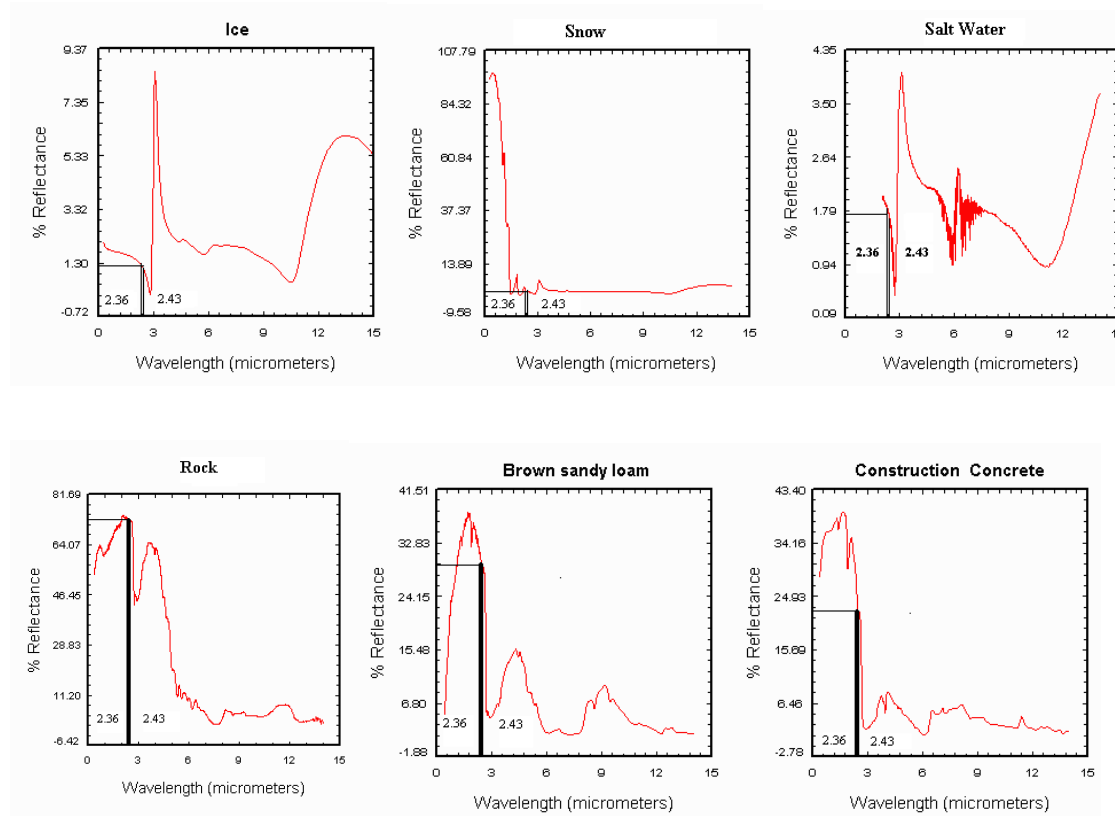 Ice
9.37
7.35
5.33
3.32
1.30
-0.72
% Reflectance
2.36 2.43
0 3 6 9 12 15
Wavelength (micrometers)
Snow
107.79
84.32
60.84
37.37
13.89
-9.58
% Reflectance
2.36 2.43
0 3 6 9 12 15
Wavelength (micrometers)
Salt Water
4.35
3.50
2.64
1.79
0.94
0.09
% Reflectance
2.36 2.43
0 3 6 9 12 15
Wavelength (micrometers)
Rock
81.69
64.07
46.45
28.83
11.20
-6.42
% Reflectance
2.36 2.43
0 3 6 9 12 15
Wavelength (micrometers)
Brown sandy loam
41.51
32.83
24.15
15.48
6.80
-1.88
% Reflectance
2.36 2.43
0 3 6 9 12 15
Wavelength (micrometers)
Construction Concrete
43.40
34.16
24.93
15.69
6.46
-2.78
% Reflectance
2.36 2.43
0 3 6 9 12 15
Wavelength (micrometers)